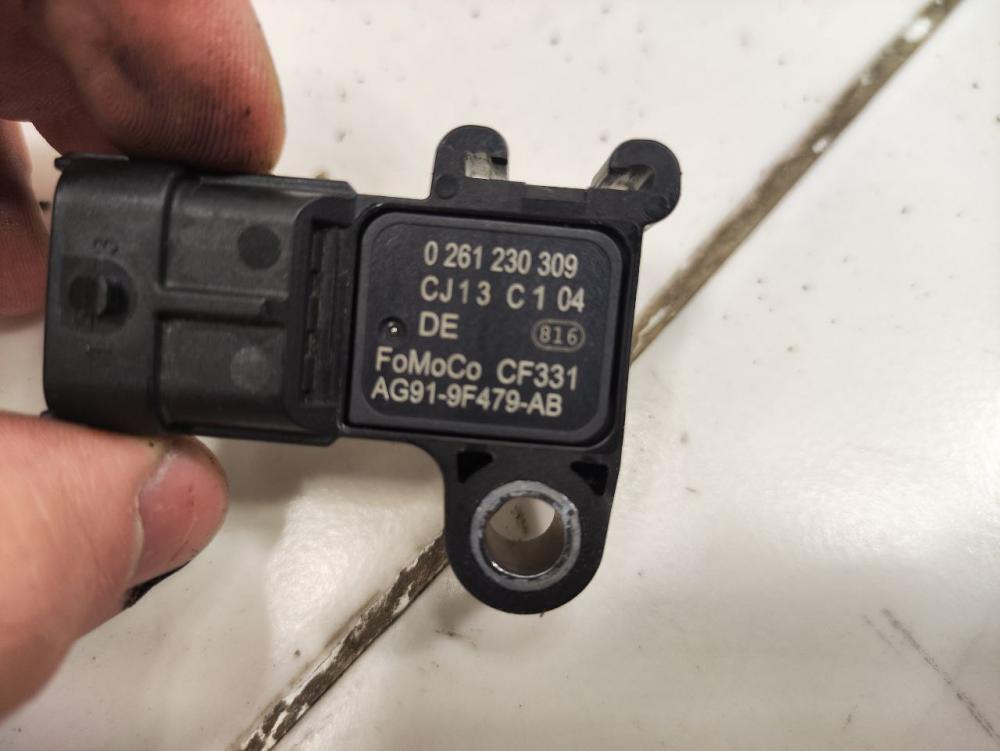 0 261 230 309
CJ13 C 1 04
DE 816
FoMoCo CF331
AG91-9F479-AB